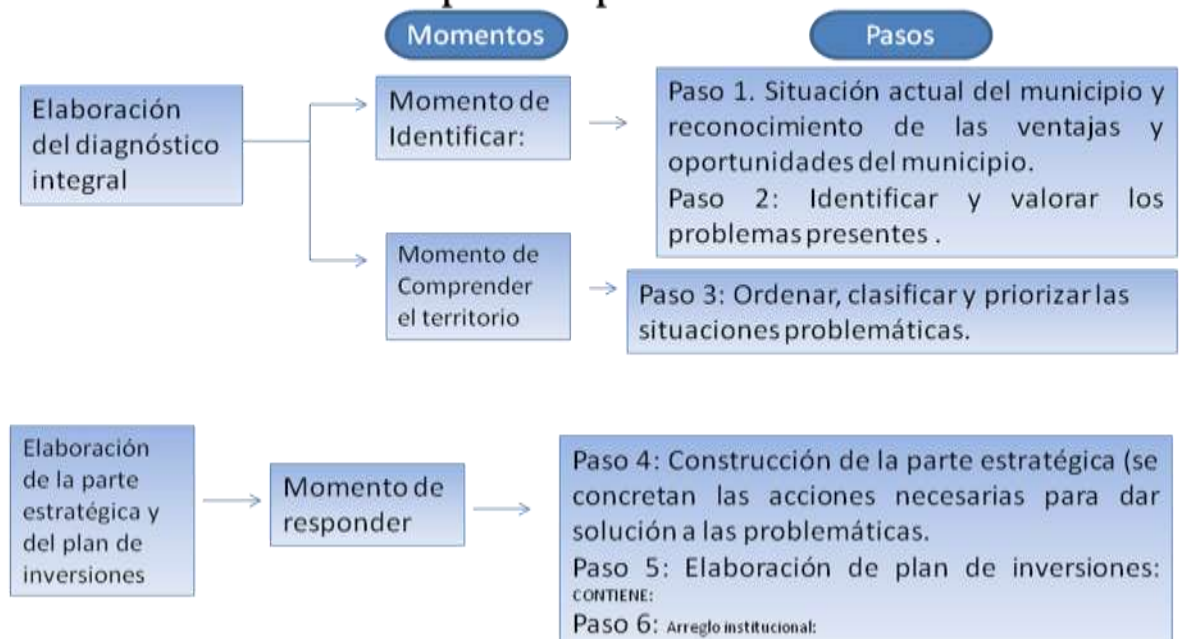 Momentos
Pasos
Elaboración
del diagnóstico
integral
Momento de
Identificar:
Paso 1. Situación actual del municipio y
reconocimiento de las ventajas y
oportunidades del municipio.
Paso 2: Identificar y valorar los
problemas presentes .
Momento de
Comprender
el territorio
Paso 3: Ordenar, clasificar y priorizar las
situaciones problemáticas.
Elaboración
de la parte
estratégica y
del plan de
inversiones
Momento de
responder
Paso 4: Construcción de la parte estratégica (se
concretan las acciones necesarias para dar
solución a las problemáticas.
Paso 5: Elaboración de plan de inversiones:
CONTIENE:
Paso 6: Arreglo institucional: